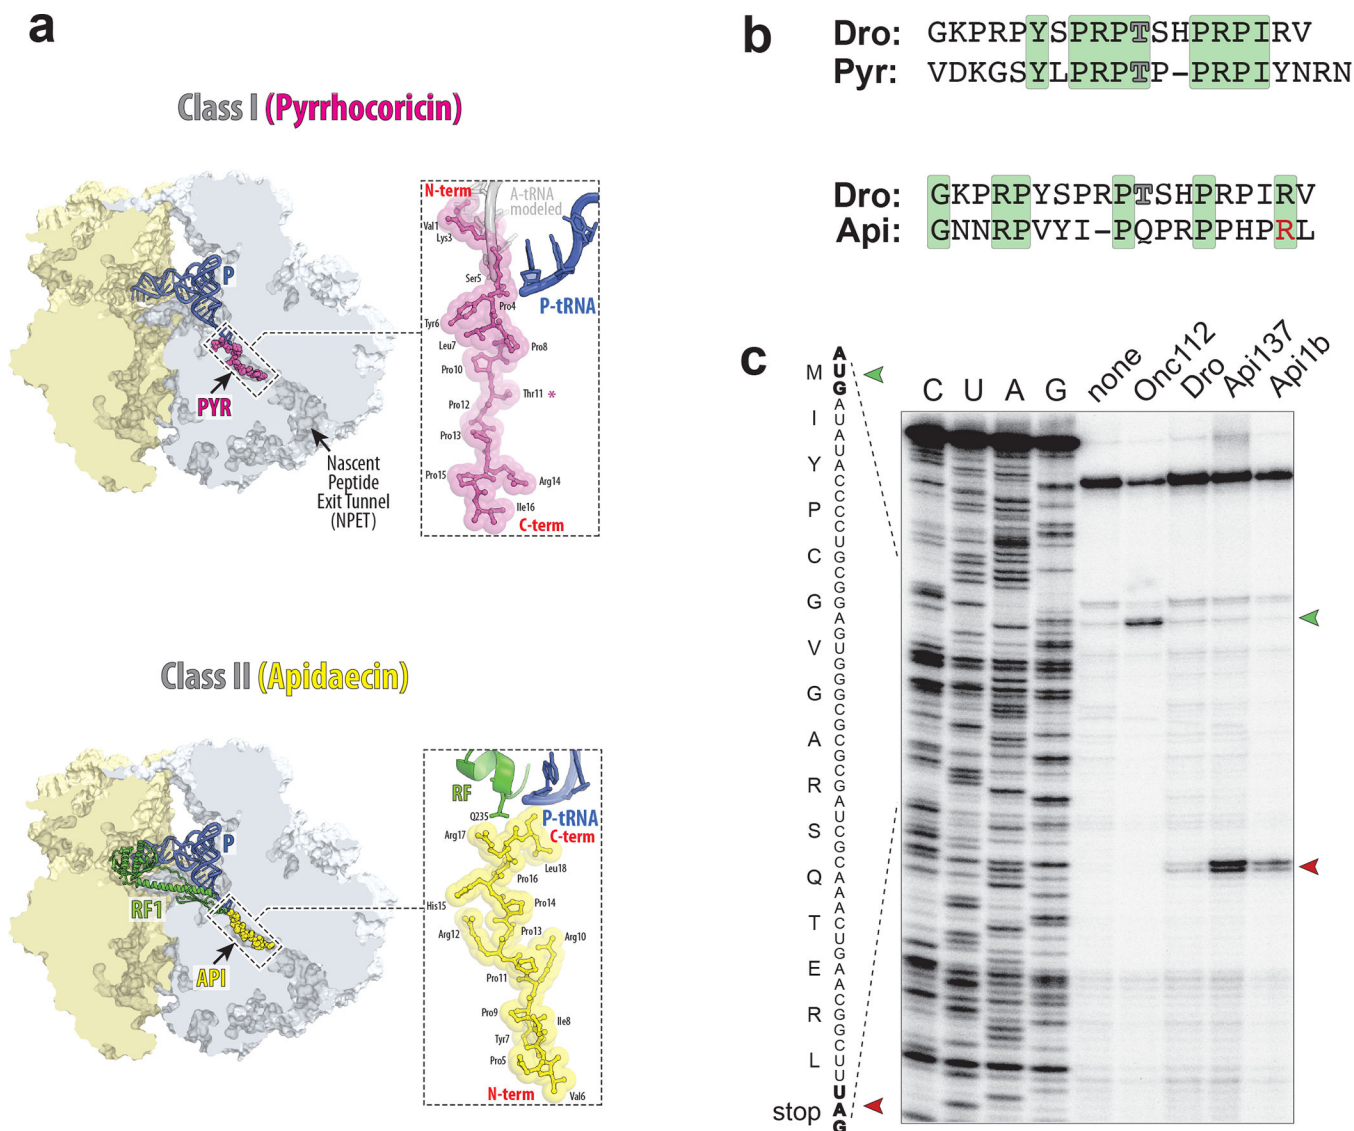 a
Class I (Pyrrhocoricin)
P
PYR
Nascent
Peptide
Exit Tunnel
(NPET)
N-term
A-tRNA
modeled
Val1
Lys3
Ser5
P-tRNA
Pro4
Tyr6
Leu7
Pro8
Pro10
Thr11 *
Pro12
Pro13
Pro15
Arg14
Ile16
C-term
Class II (Apidaecin)
P
RF1
API
RF
Q235
P-tRNA
C-term
Arg17
Leu18
Pro16
His15
Pro14
Arg12
Pro13
Arg10
Pro11
Pro9
Ile8
Tyr7
Pro5
N-term
Val6
b
Dro: GKPRPYSPRPTSHPRPIRV
Pyr: VDKGSYLPRPTP-PRPIYNRN
Dro: GKPRPYSPRPTSHPRPIRV
Api: GNNRPVYI-PQPRPPHPRL
c
M I Y P C G V G A R S Q T E R L stop
AUGAUAUACCCUGCGGAGUGGGCGCGAUCGCAAACUGAACGGCUUUAG
C U A G none Onc112 Dro Api137 Api1b